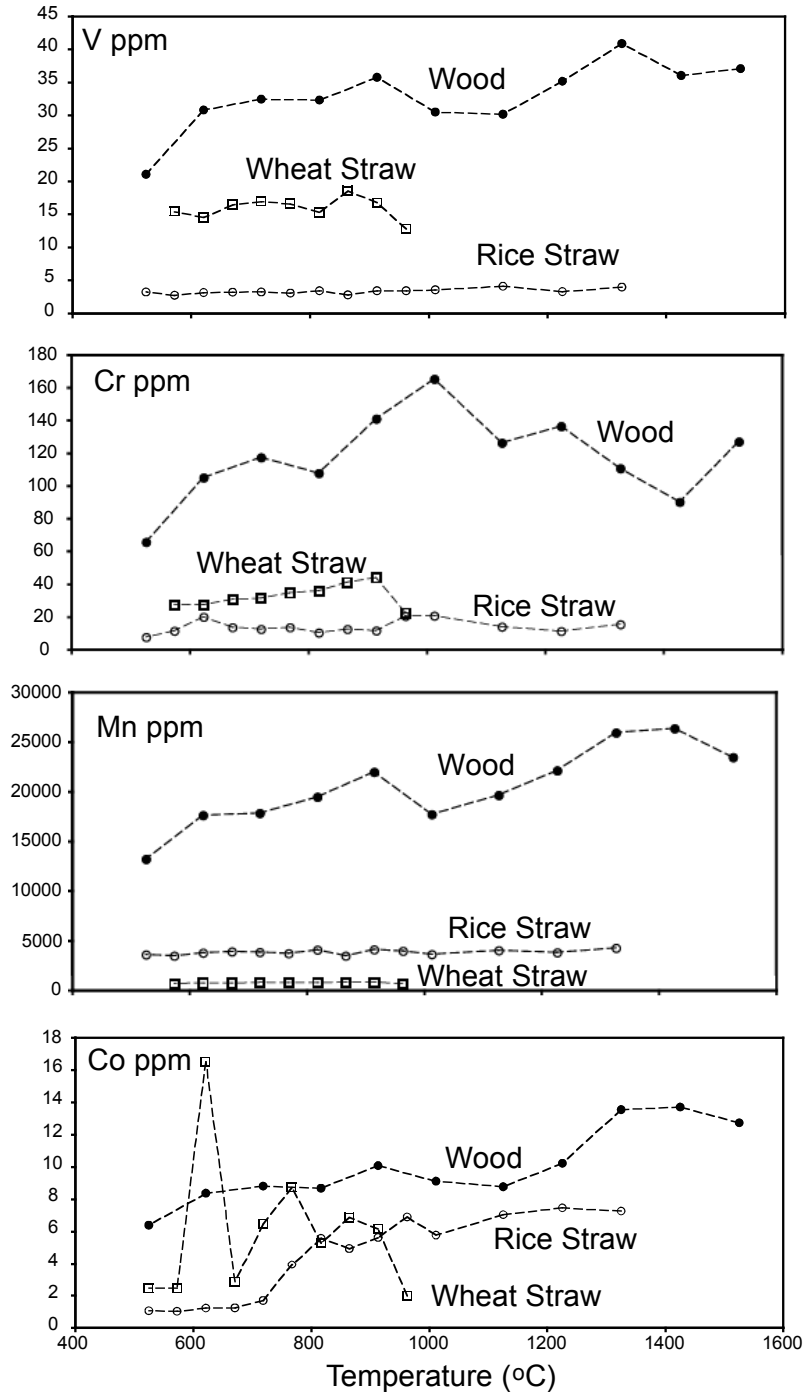 45
V ppm
40
35
Wood
30
25
Wheat Straw
20
15
Rice Straw
10
5
0
180
Cr ppm
160
140
Wood
120
100
80
Wheat Straw
60
40
Rice Straw
20
0
30000
Mn ppm
25000
Wood
20000
15000
10000
Rice Straw
5000
Wheat Straw
0
18
Co ppm
16
14
12
Wood
10
8
6
Rice Straw
4
Wheat Straw
2
0
400 600 800 1000 1200 1400 1600
Temperature (ºC)